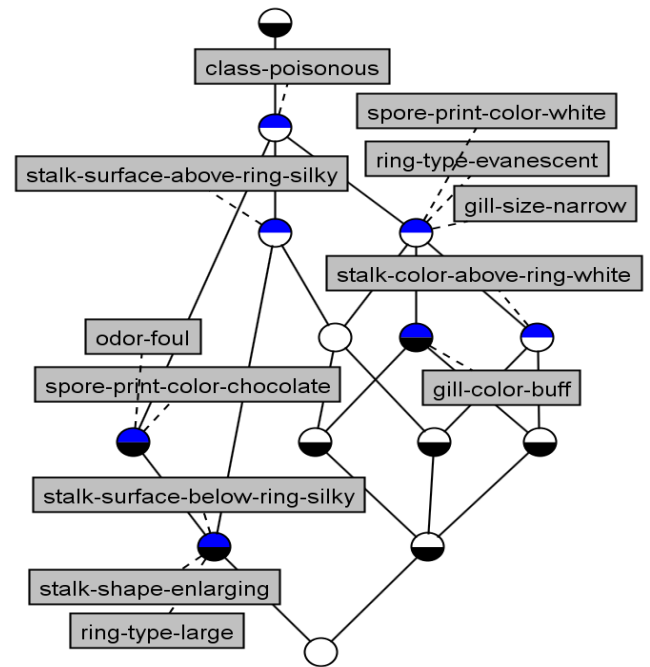 class-poisonous
spore-print-color-white
ring-type-evanescent
stalk-surface-above-ring-silky
gill-size-narrow
stalk-color-above-ring-white
odor-foul
spore-print-color-chocolate
gill-color-buff
stalk-surface-below-ring-silky
stalk-shape-enlarging
ring-type-large